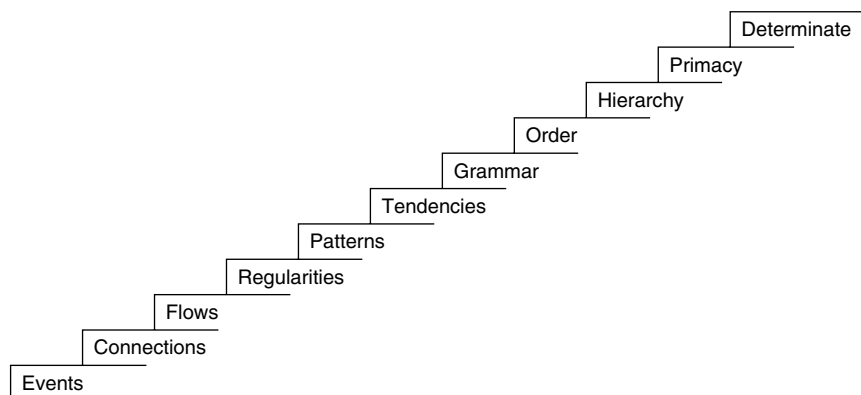 Determinate
Primacy
Hierarchy
Order
Grammar
Tendencies
Patterns
Regularities
Flows
Connections
Events